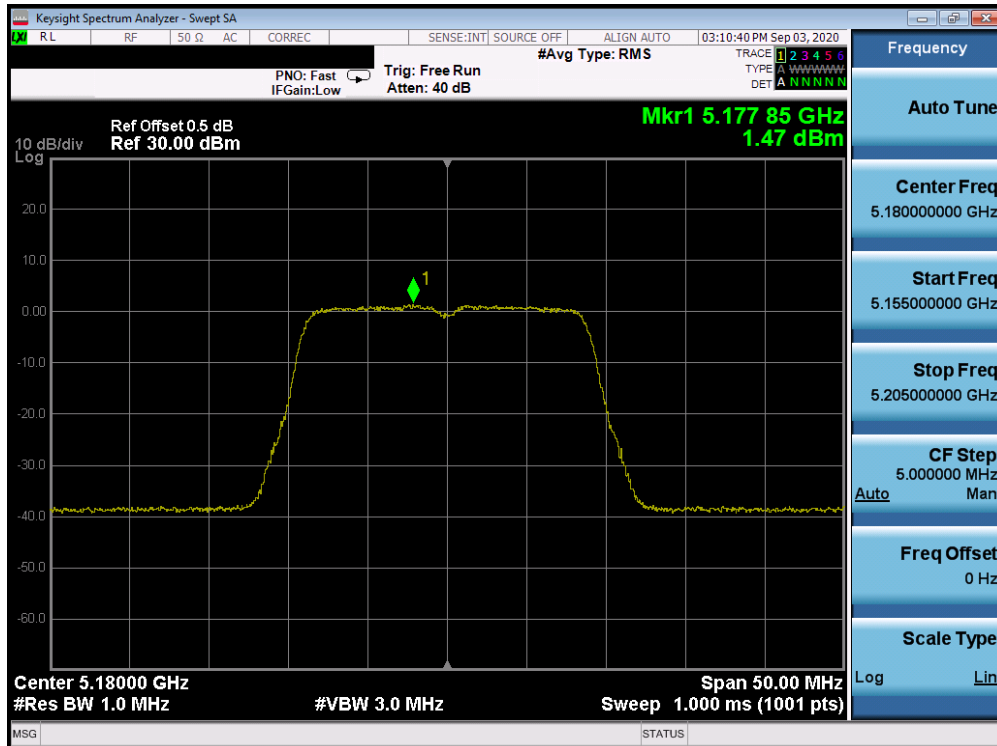 Keysight Spectrum Analyzer - Swept SA
LXI RL RF 50 Ω AC CORREC SENSE:INT SOURCE OFF ALIGN AUTO 03:10:40 PM Sep 03, 2020
#Avg Type: RMS
TRACE 1 2 3 4 5 6
TYPE A WWWWW
DET A N N N N N
PNO: Fast
IFGain:Low
Trig: Free Run
Atten: 40 dB
Mkr1 5.177 85 GHz
1.47 dBm
Ref Offset 0.5 dB
10 dB/div Ref 30.00 dBm
Log
20.0
10.0
1
0.00
-10.0
-20.0
-30.0
-40.0
-50.0
-60.0
Center 5.18000 GHz Span 50.00 MHz
#Res BW 1.0 MHz #VBW 3.0 MHz Sweep 1.000 ms (1001 pts)
MSG STATUS
Frequency
Auto Tune
Center Freq
5.180000000 GHz
Start Freq
5.155000000 GHz
Stop Freq
5.205000000 GHz
CF Step
5.000000 MHz
Auto Man
Freq Offset
0 Hz
Scale Type
Log Lin